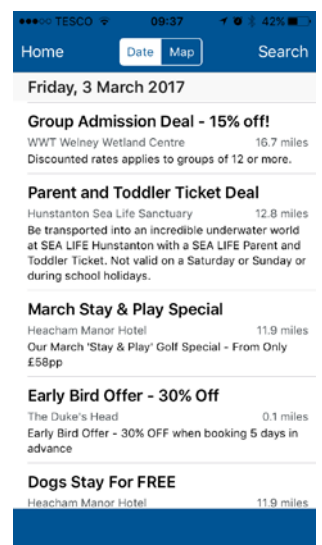 TESCO 09:37 42%
Home Date Map Search
Friday, 3 March 2017
Group Admission Deal - 15% off!
WWT Welney Wetland Centre 16.7 miles
Discounted rates applies to groups of 12 or more.
Parent and Toddler Ticket Deal
Hunstanton Sea Life Sanctuary 12.8 miles
Be transported into an incredible underwater world
at SEA LIFE Hunstanton with a SEA LIFE Parent and
Toddler Ticket. Not valid on a Saturday or Sunday or
during school holidays.
March Stay & Play Special
Heacham Manor Hotel 11.9 miles
Our March 'Stay & Play' Golf Special - From Only
£58pp
Early Bird Offer - 30% Off
The Duke's Head 0.1 miles
Early Bird Offer - 30% OFF when booking 5 days in
advance
Dogs Stay For FREE
Heacham Manor Hotel 11.9 miles